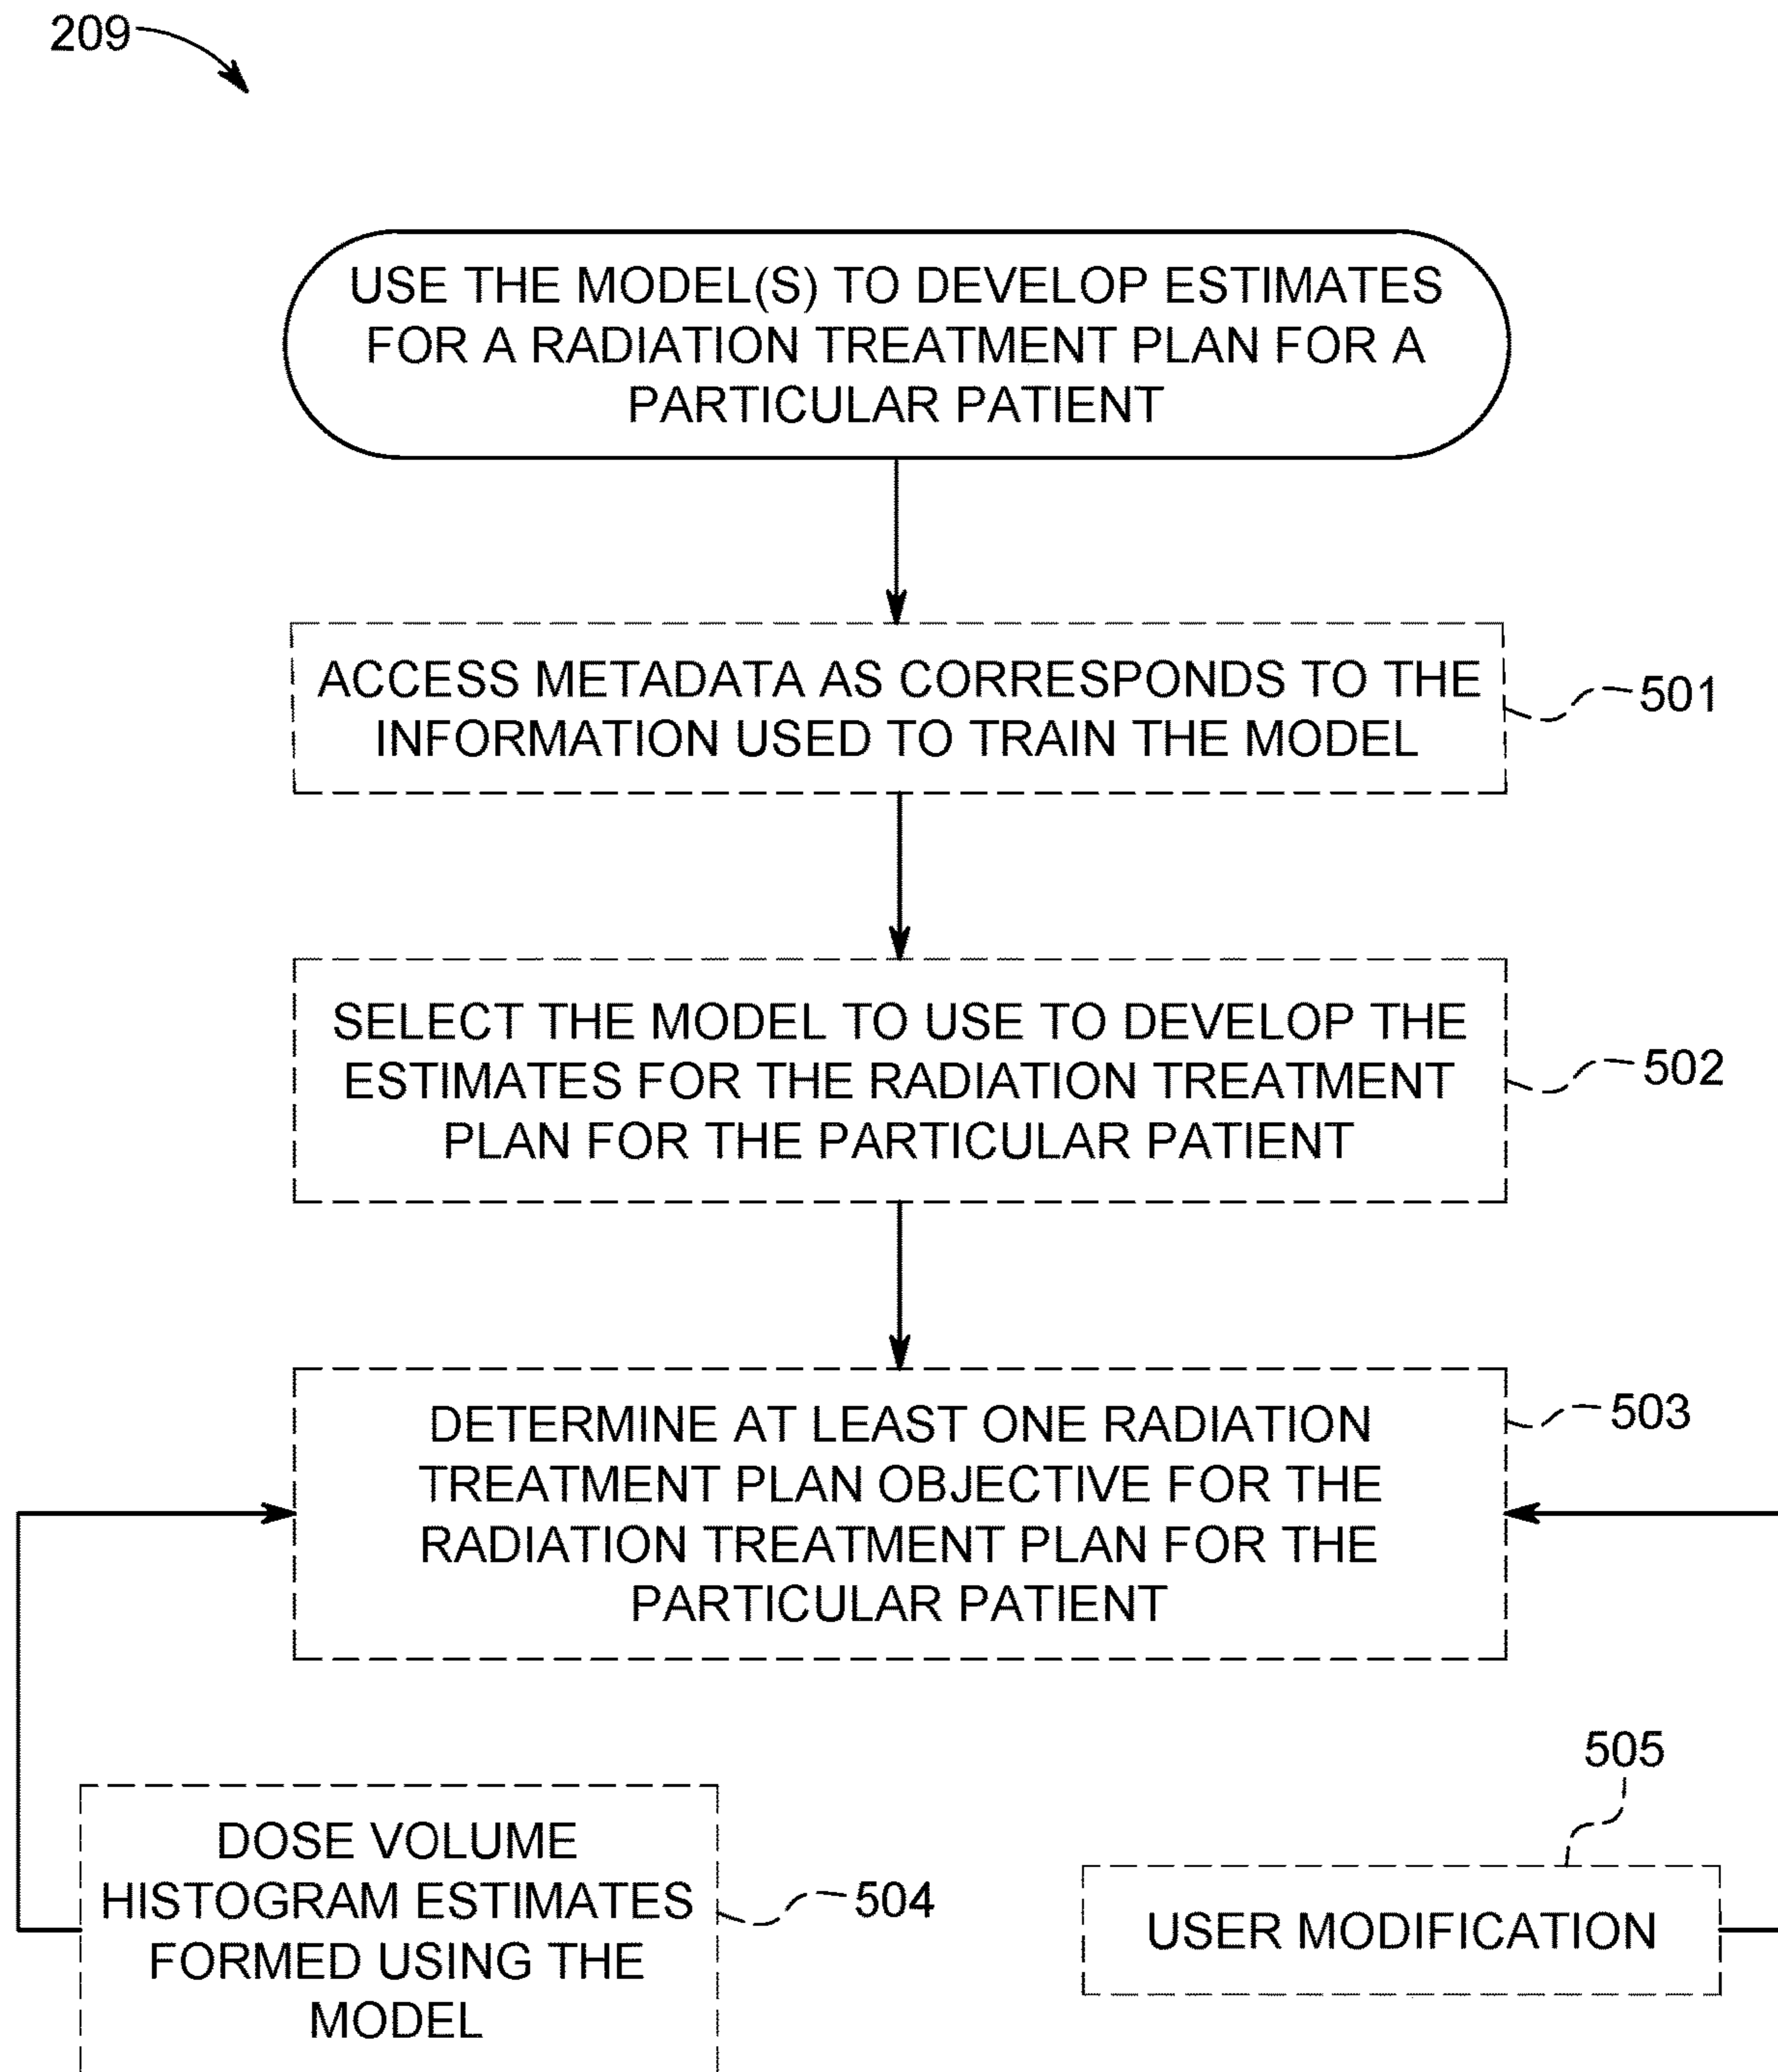 209
USE THE MODEL(S) TO DEVELOP ESTIMATES
FOR A RADIATION TREATMENT PLAN FOR A
PARTICULAR PATIENT
ACCESS METADATA AS CORRESPONDS TO THE
INFORMATION USED TO TRAIN THE MODEL
501
SELECT THE MODEL TO USE TO DEVELOP THE
ESTIMATES FOR THE RADIATION TREATMENT
PLAN FOR THE PARTICULAR PATIENT
502
DETERMINE AT LEAST ONE RADIATION
TREATMENT PLAN OBJECTIVE FOR THE
RADIATION TREATMENT PLAN FOR THE
PARTICULAR PATIENT
503
DOSE VOLUME
HISTOGRAM ESTIMATES
FORMED USING THE
MODEL
504
505
USER MODIFICATION